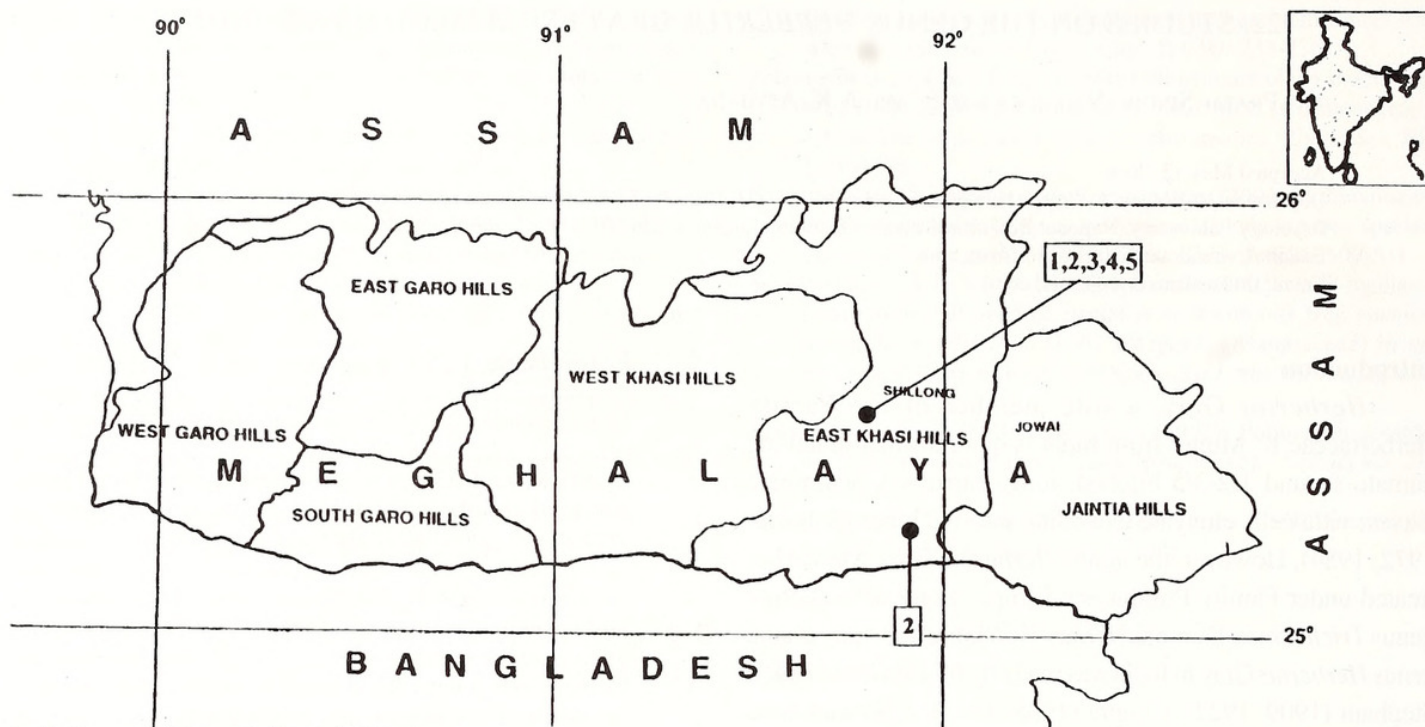 90°
91°
92°
A S S A M
26°
1,2,3,4,5
EAST GARO HILLS
WEST KHASI HILLS
SHILLONG
WEST GARO HILLS
EAST KHASI HILLS
JOWAI
M E G H A L A Y A
SOUTH GARO HILLS
JAINTIA HILLS
A S S A M
2
25°
B A N G L A D E S H